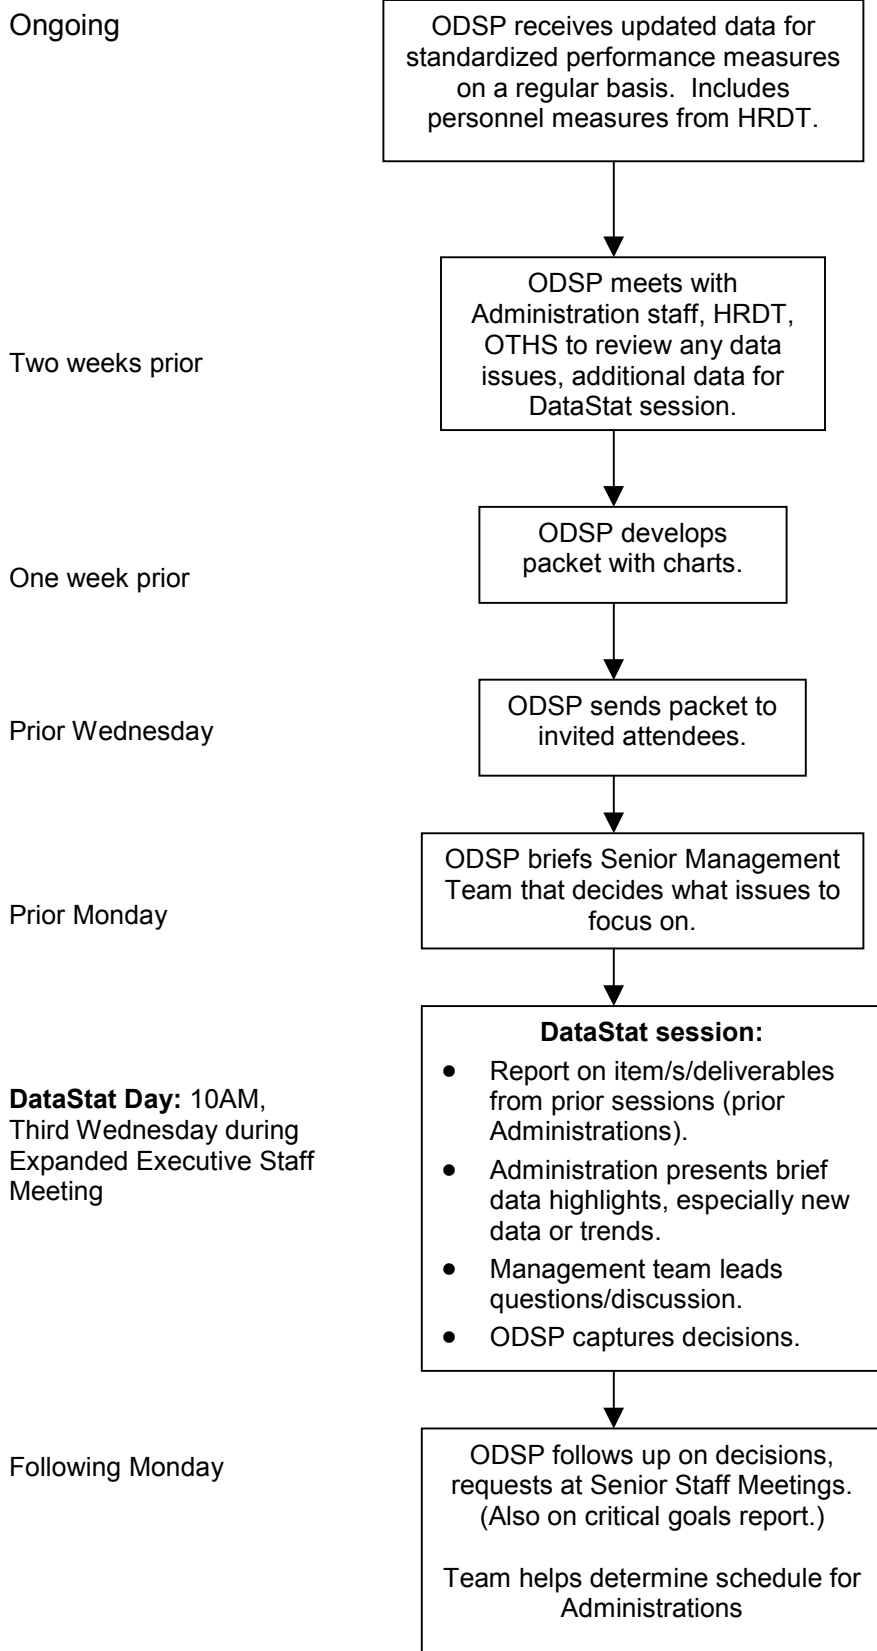 Ongoing
ODSP receives updated data for
standardized performance measures
on a regular basis.  Includes
personnel measures from HRDT.
Two weeks prior
ODSP meets with
Administration staff, HRDT,
OTHS to review any data
issues, additional data for
DataStat session.
One week prior
ODSP develops
packet with charts.
Prior Wednesday
ODSP sends packet to
invited attendees.
Prior Monday
ODSP briefs Senior Management
Team that decides what issues to
focus on.
DataStat Day: 10AM,
Third Wednesday during
Expanded Executive Staff
Meeting
DataStat session:
● Report on item/s/deliverables
from prior sessions (prior
Administrations).
● Administration presents brief
data highlights, especially new
data or trends.
● Management team leads
questions/discussion.
● ODSP captures decisions.
Following Monday
ODSP follows up on decisions,
requests at Senior Staff Meetings.
(Also on critical goals report.)
Team helps determine schedule for
Administrations